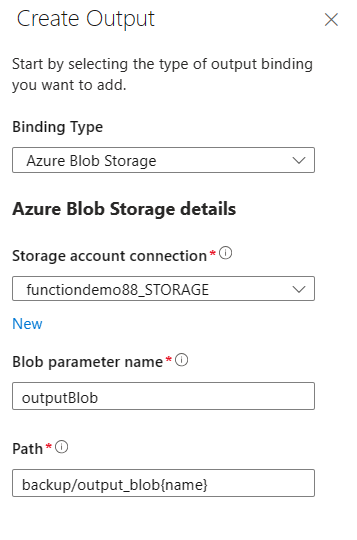 Create Output
Start by selecting the type of output binding
you want to add.
Binding Type
Azure Blob Storage
Azure Blob Storage details
Storage account connection*
functiondemo88_STORAGE
New
Blob parameter name*
outputBlob
Path*
backup/output_blob{name}